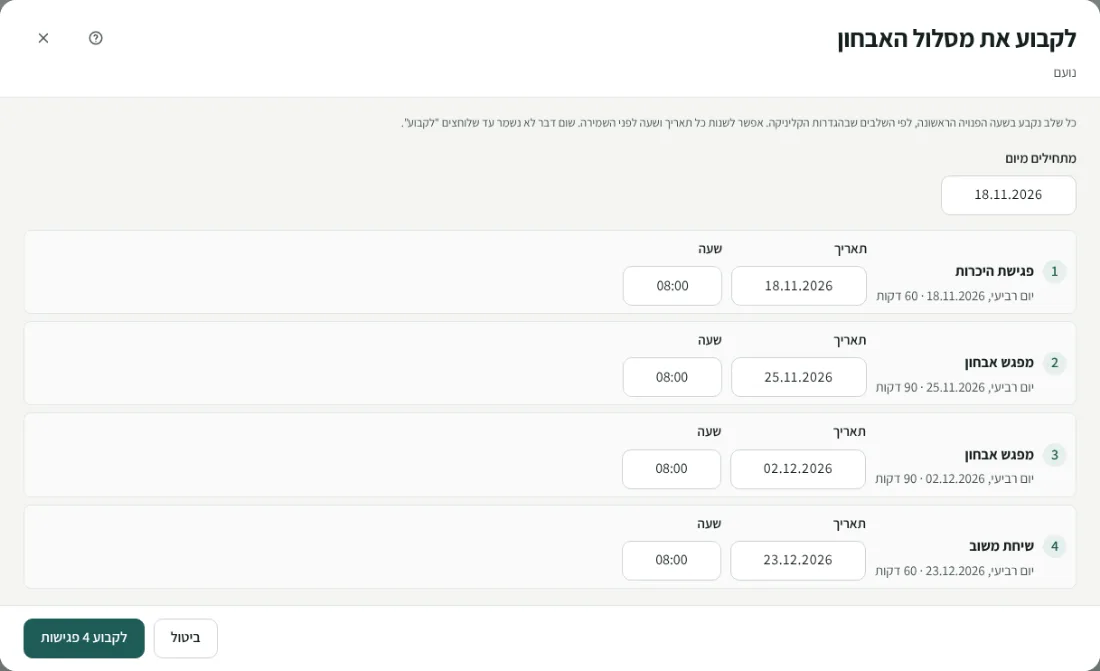 לקבוע את מסלול האבחון
נועם
כל שלב נקבע בשעה הפנויה הראשונה, לפי השלבים שבהגדרות הקליניקה. אפשר לשנות כל תאריך ושעה לפני השמירה. שום דבר לא נשמר עד שלוחצים "לקבוע".
מתחילים מיום
18.11.2026
תאריך שעה
1 פגישת היכרות 18.11.2026 08:00
יום רביעי, 18.11.2026 · 60 דקות
תאריך שעה
2 מפגש אבחון 25.11.2026 08:00
יום רביעי, 25.11.2026 · 90 דקות
תאריך שעה
3 מפגש אבחון 02.12.2026 08:00
יום רביעי, 02.12.2026 · 90 דקות
תאריך שעה
4 שיחת משוב 23.12.2026 08:00
יום רביעי, 23.12.2026 · 60 דקות
ביטול לקבוע 4 פגישות